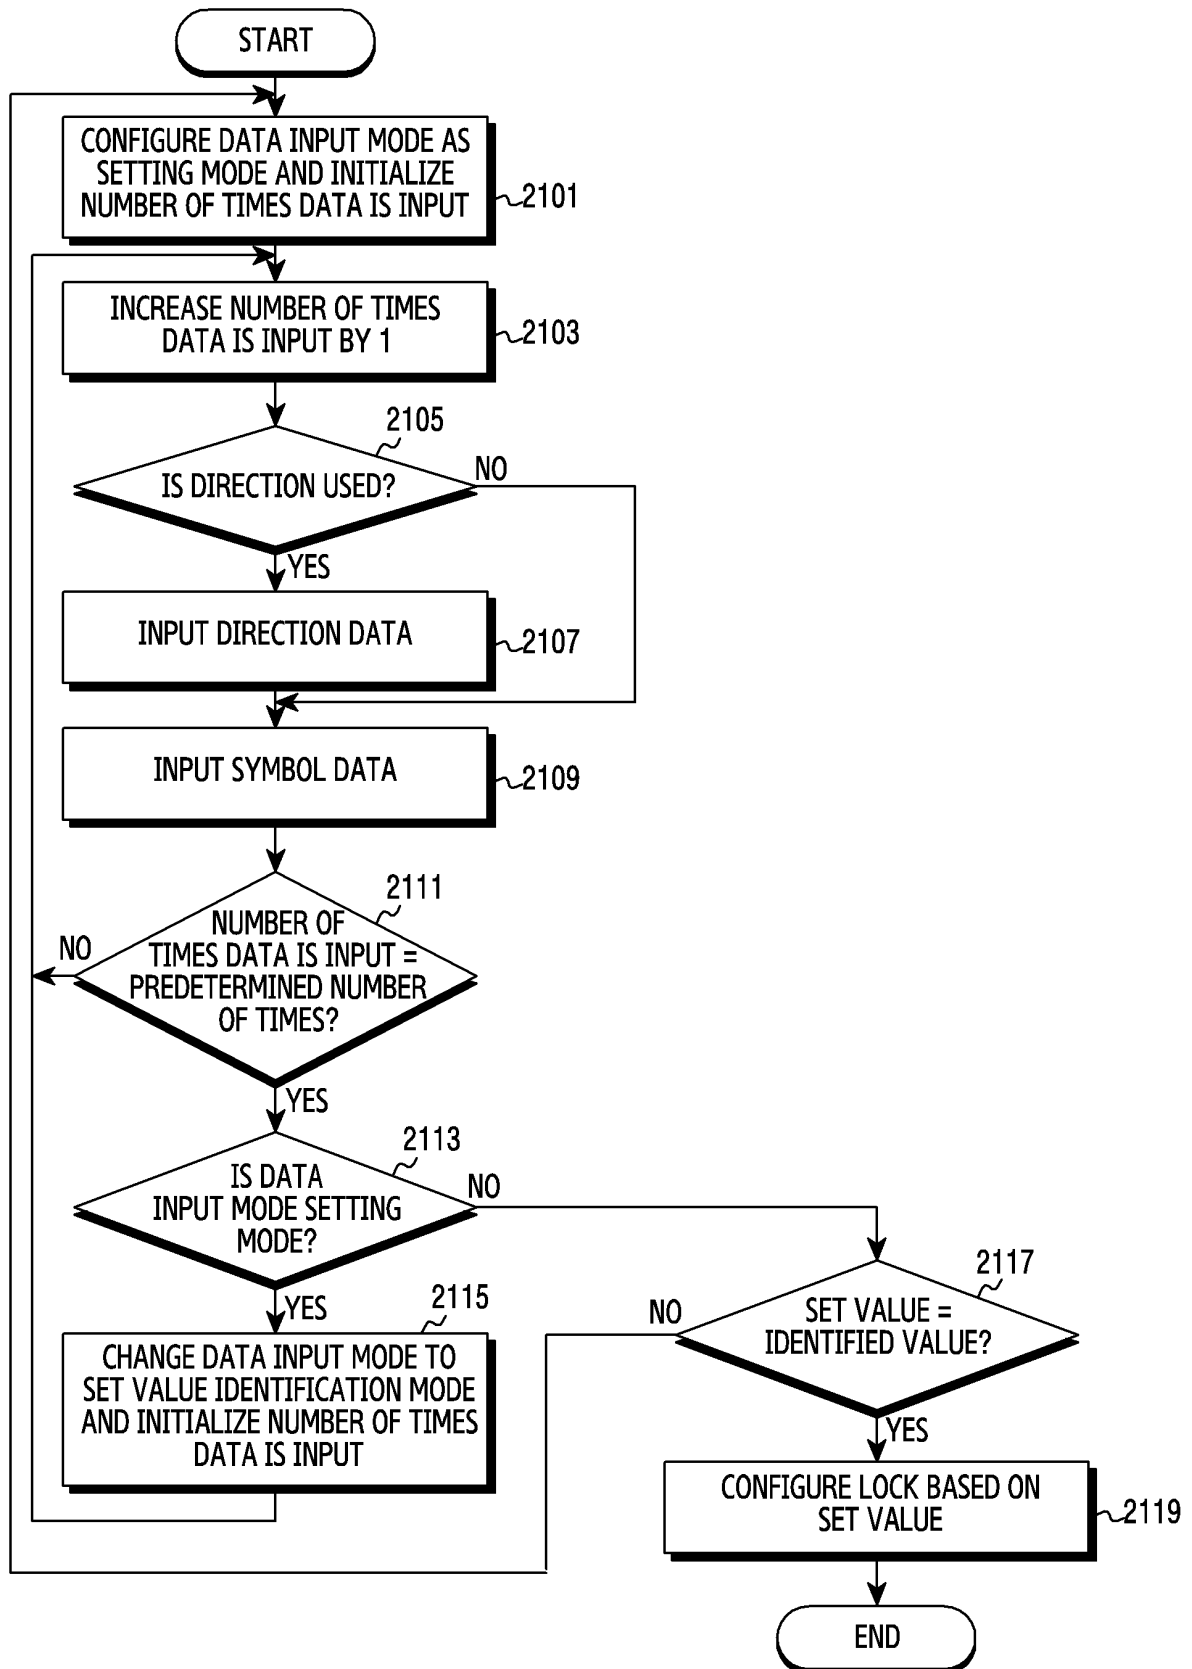 START
CONFIGURE DATA INPUT MODE AS
SETTING MODE AND INITIALIZE
NUMBER OF TIMES DATA IS INPUT
2101
INCREASE NUMBER OF TIMES
DATA IS INPUT BY 1
2103
2105
IS DIRECTION USED?
NO
YES
INPUT DIRECTION DATA
2107
INPUT SYMBOL DATA
2109
2111
NUMBER OF
TIMES DATA IS INPUT =
PREDETERMINED NUMBER
OF TIMES?
NO
YES
2113
IS DATA
INPUT MODE SETTING
MODE?
NO
YES
2115
CHANGE DATA INPUT MODE TO
SET VALUE IDENTIFICATION MODE
AND INITIALIZE NUMBER OF TIMES
DATA IS INPUT
2117
SET VALUE =
IDENTIFIED VALUE?
NO
YES
CONFIGURE LOCK BASED ON
SET VALUE
2119
END